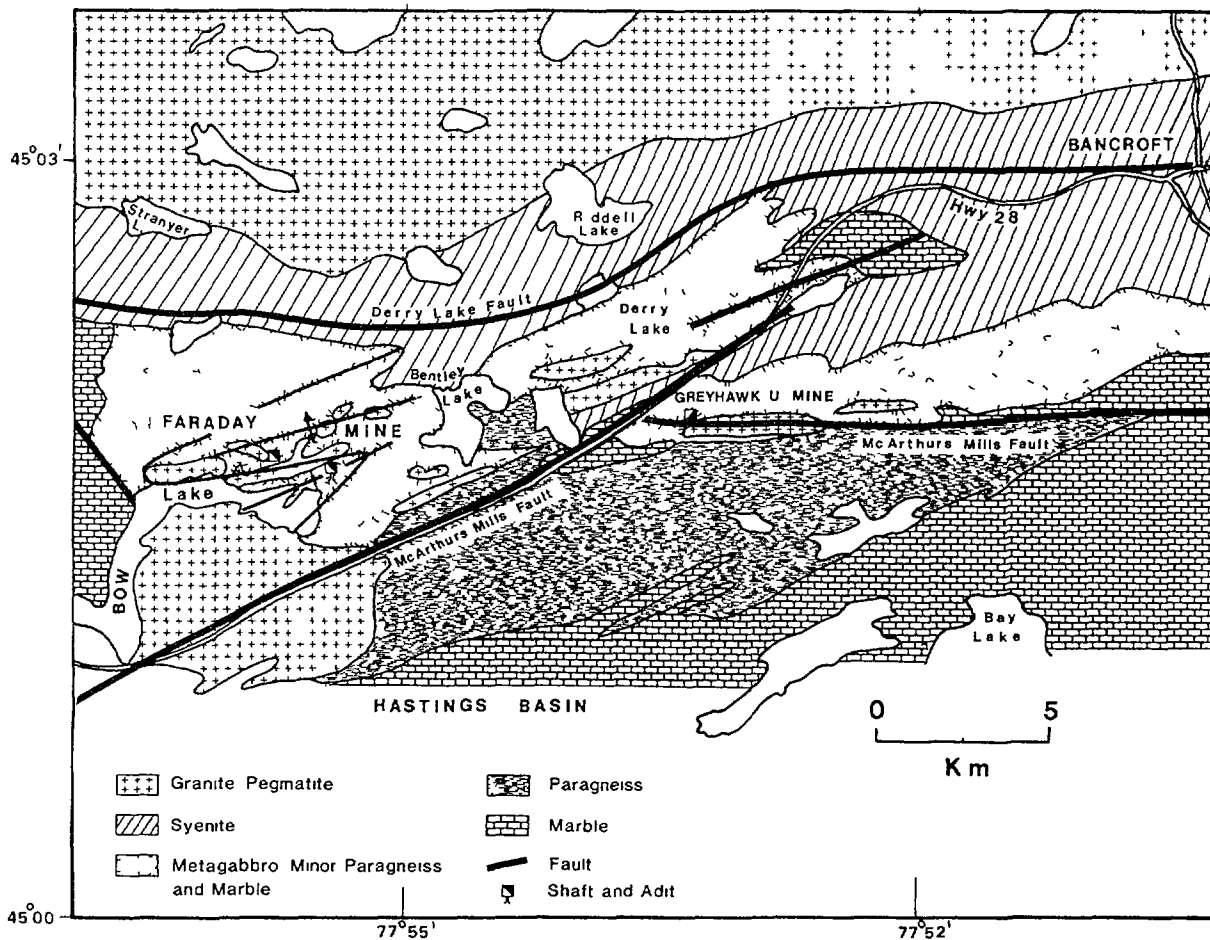 45°03'
BANCROFT
Stranyer
L
R ddell
Lake
Hwy 28
Derry Lake Fault
Derry
Lake
Bentley
Lake
GREYHAWK U MINE
FARADAY
MINE
McArthurs Mills Fault
Lake
McArthurs Mills Fault
BOW
Bay
Lake
HASTINGS BASIN
0 5
Km
Granite Pegmatite
Paragneiss
Syenite
Marble
Metagabbro Minor Paragneiss
and Marble
Fault
Shaft and Adit
45°00
77°55'
77°52'